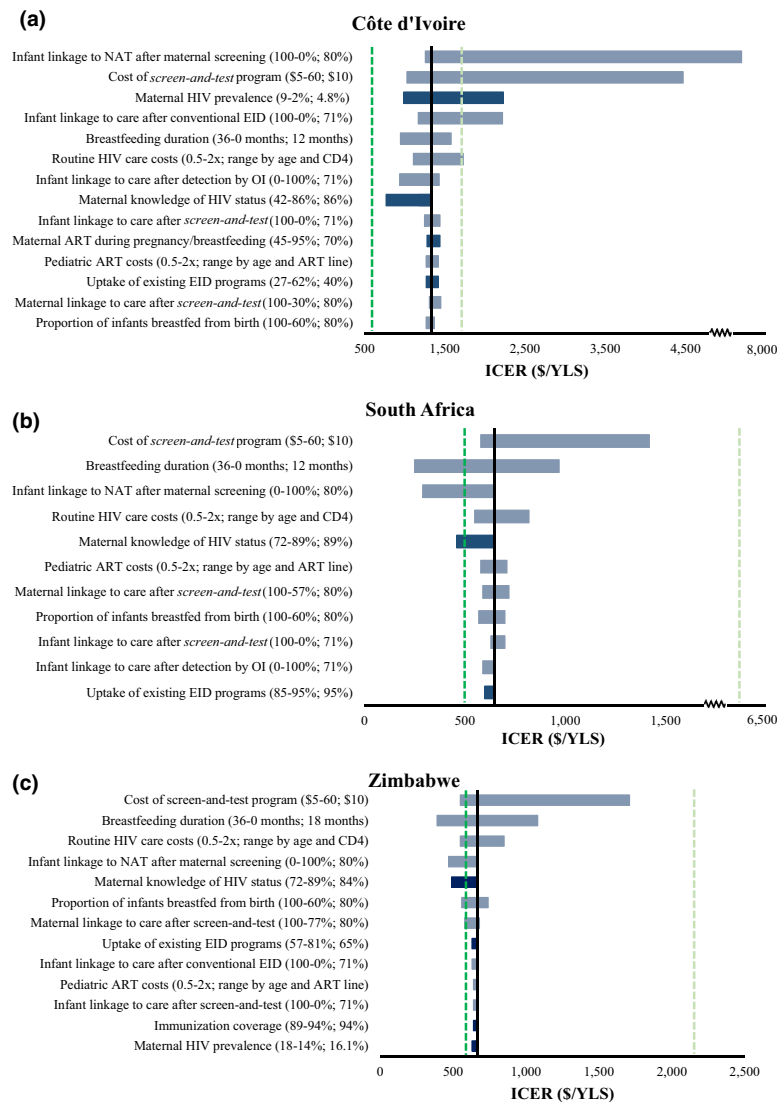 (a)
Côte d'Ivoire
Infant linkage to NAT after maternal screening (100-0%; 80%)
Cost of screen-and-test program ($5-60; $10)
Maternal HIV prevalence (9-2%; 4.8%)
Infant linkage to care after conventional EID (100-0%; 71%)
Breastfeeding duration (36-0 months; 12 months)
Routine HIV care costs (0.5-2x; range by age and CD4)
Infant linkage to care after detection by OI (0-100%; 71%)
Maternal knowledge of HIV status (42-86%; 86%)
Infant linkage to care after screen-and-test (100-0%; 71%)
Maternal ART during pregnancy/breastfeeding (45-95%; 70%)
Pediatric ART costs (0.5-2x; range by age and ART line)
Uptake of existing EID programs (27-62%; 40%)
Maternal linkage to care after screen-and-test (100-30%; 80%)
Proportion of infants breastfed from birth (100-60%; 80%)
500 1,500 2,500 3,500 4,500 8,000
ICER ($/YLS)
(b)
South Africa
Cost of screen-and-test program ($5-60; $10)
Breastfeeding duration (36-0 months; 12 months)
Infant linkage to NAT after maternal screening (0-100%; 80%)
Routine HIV care costs (0.5-2x; range by age and CD4)
Maternal knowledge of HIV status (72-89%; 89%)
Pediatric ART costs (0.5-2x; range by age and ART line)
Maternal linkage to care after screen-and-test (100-57%; 80%)
Proportion of infants breastfed from birth (100-60%; 80%)
Infant linkage to care after screen-and-test (100-0%; 71%)
Infant linkage to care after detection by OI (0-100%; 71%)
Uptake of existing EID programs (85-95%; 95%)
0 500 1,000 1,500 6,500
ICER ($/YLS)
(c)
Zimbabwe
Cost of screen-and-test program ($5-60; $10)
Breastfeeding duration (36-0 months; 18 months)
Routine HIV care costs (0.5-2x; range by age and CD4)
Infant linkage to NAT after maternal screening (0-100%; 80%)
Maternal knowledge of HIV status (72-89%; 84%)
Proportion of infants breastfed from birth (100-60%; 80%)
Maternal linkage to care after screen-and-test (100-77%; 80%)
Uptake of existing EID programs (57-81%; 65%)
Infant linkage to care after conventional EID (100-0%; 71%)
Pediatric ART costs (0.5-2x; range by age and ART line)
Infant linkage to care after screen-and-test (100-0%; 71%)
Immunization coverage (89-94%; 94%)
Maternal HIV prevalence (18-14%; 16.1%)
0 500 1,000 1,500 2,000 2,500
ICER ($/YLS)